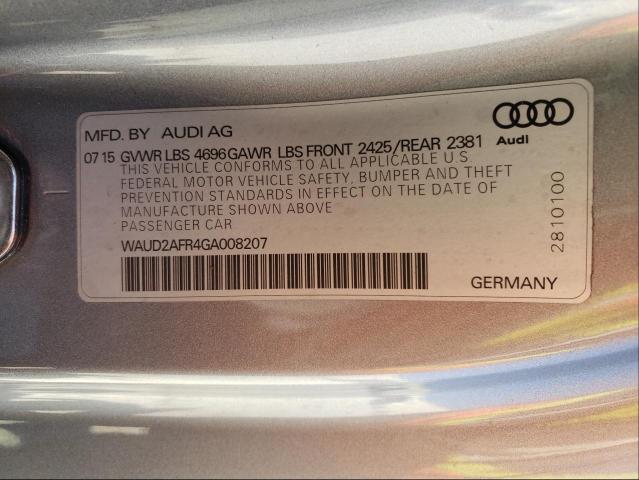 MFD. BY AUDI AG
07 15 GVWR LBS 4696 GAWR LBS FRONT 2425/REAR 2381
THIS VEHICLE CONFORMS TO ALL APPLICABLE U.S
FEDERAL MOTOR VEHICLE SAFETY, BUMPER AND THEFT
PREVENTION STANDARDS IN EFFECT ON THE DATE OF
MANUFACTURE SHOWN ABOVE
PASSENGER CAR
WAUD2AFR4GA008207
Audi
2810100
GERMANY